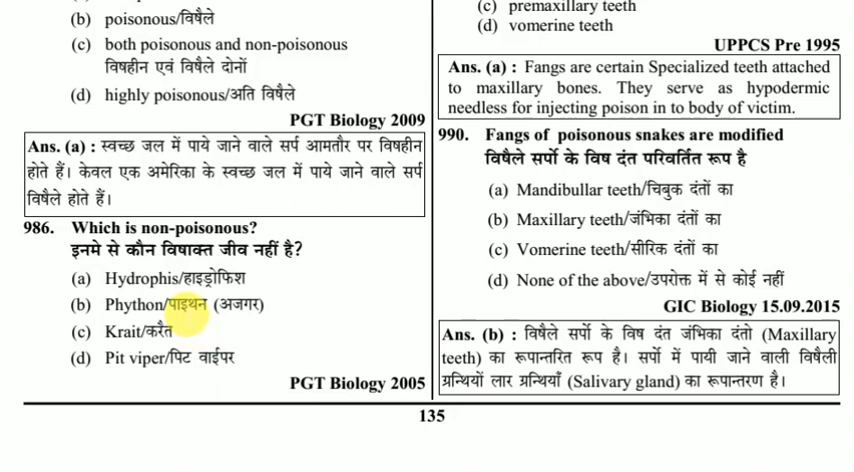 (b) poisonous/विषैले
(c) both poisonous and non-poisonous
विषहीन एवं विषैले दोनों
(d) highly poisonous/अति विषैले
PGT Biology 2009
Ans. (a) : स्वच्छ जल में पाये जाने वाले सर्प आमतौर पर विषहीन
होते हैं। केवल एक अमेरिका के स्वच्छ जल में पाये जाने वाले सर्प
विषैले होते हैं।
986. Which is non-poisonous?
इनमे से कौन विषाक्त जीव नहीं है?
(a) Hydrophis/हाइड्रोफिश
(b) Phython/पाइथन (अजगर)
(c) Krait/करैत
(d) Pit viper/पिट वाईपर
PGT Biology 2005
(c) premaxillary teeth
(d) vomerine teeth
UPPCS Pre 1995
Ans. (a) : Fangs are certain Specialized teeth attached
to maxillary bones. They serve as hypodermic
needless for injecting poison in to body of victim.
990. Fangs of poisonous snakes are modified
विषैले सर्पो के विष दंत परिवर्तित रूप है
(a) Mandibullar teeth/चिबुक दंतों का
(b) Maxillary teeth/जंभिका दंतों का
(c) Vomerine teeth/सीरिक दंतों का
(d) None of the above/उपरोक्त में से कोई नहीं
GIC Biology 15.09.2015
Ans. (b) : विषैले सर्पो के विष दंत जंभिका दंतो (Maxillary
teeth) का रूपान्तरित रूप है। सर्पो में पायी जाने वाली विषैली
ग्रन्थियों लार ग्रन्थियाँ (Salivary gland) का रूपान्तरण है।
135